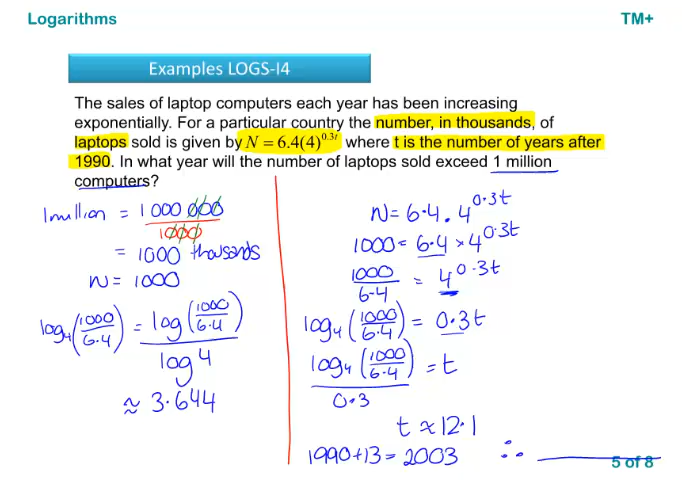 Logarithms
TM+
Examples LOGS-I4
The sales of laptop computers each year has been increasing
exponentially. For a particular country the number, in thousands, of
laptops sold is given by N = 6.4(4)^0.3t where t is the number of years after
1990. In what year will the number of laptops sold exceed 1 million
computers?
1 million = 1000 000 / 1000
= 1000 thousands
N = 1000
log₄(1000/6.4) = log(1000/6.4) / log 4
≈ 3.644
N = 6.4 . 4^0.3t
1000 = 6.4 × 4^0.3t
1000/6.4 = 4^0.3t
log₄(1000/6.4) = 0.3t
log₄(1000/6.4) / 0.3 = t
t ≈ 12.1
1990+13 = 2003 ∴
5 of 8